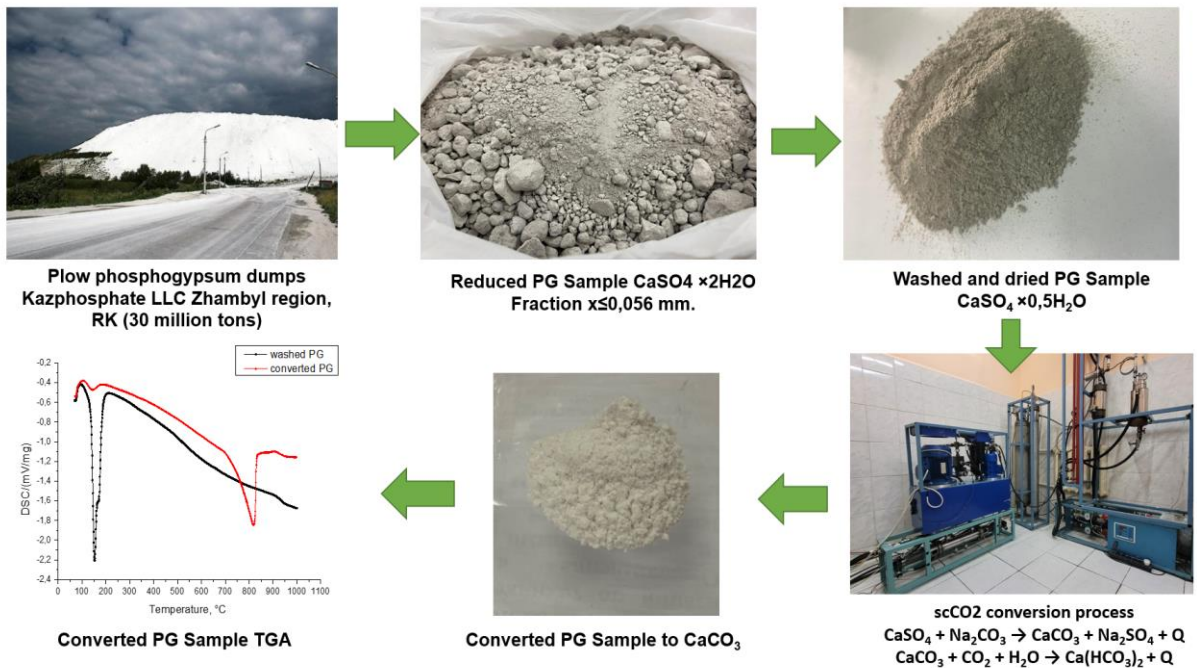 Plow phosphogypsum dumps
Kazphosphate LLC Zhambyl region,
RK (30 million tons)
Reduced PG Sample CaSO4 ×2H2O
Fraction x≤0,056 mm.
Washed and dried PG Sample
CaSO₄ ×0,5H₂O
washed PG
converted PG
-0,2
-0,4
-0,6
-0,8
-1,0
-1,2
-1,4
-1,6
-1,8
-2,0
-2,2
-2,4
DSC/(mV/mg)
0 100 200 300 400 500 600 700 800 900 1000 1100
Temperature, °C
Converted PG Sample TGA
Converted PG Sample to CaCO₃
scCO2 conversion process
CaSO₄ + Na₂CO₃ → CaCO₃ + Na₂SO₄ + Q
CaCO₃ + CO₂ + H₂O → Ca(HCO₃)₂ + Q